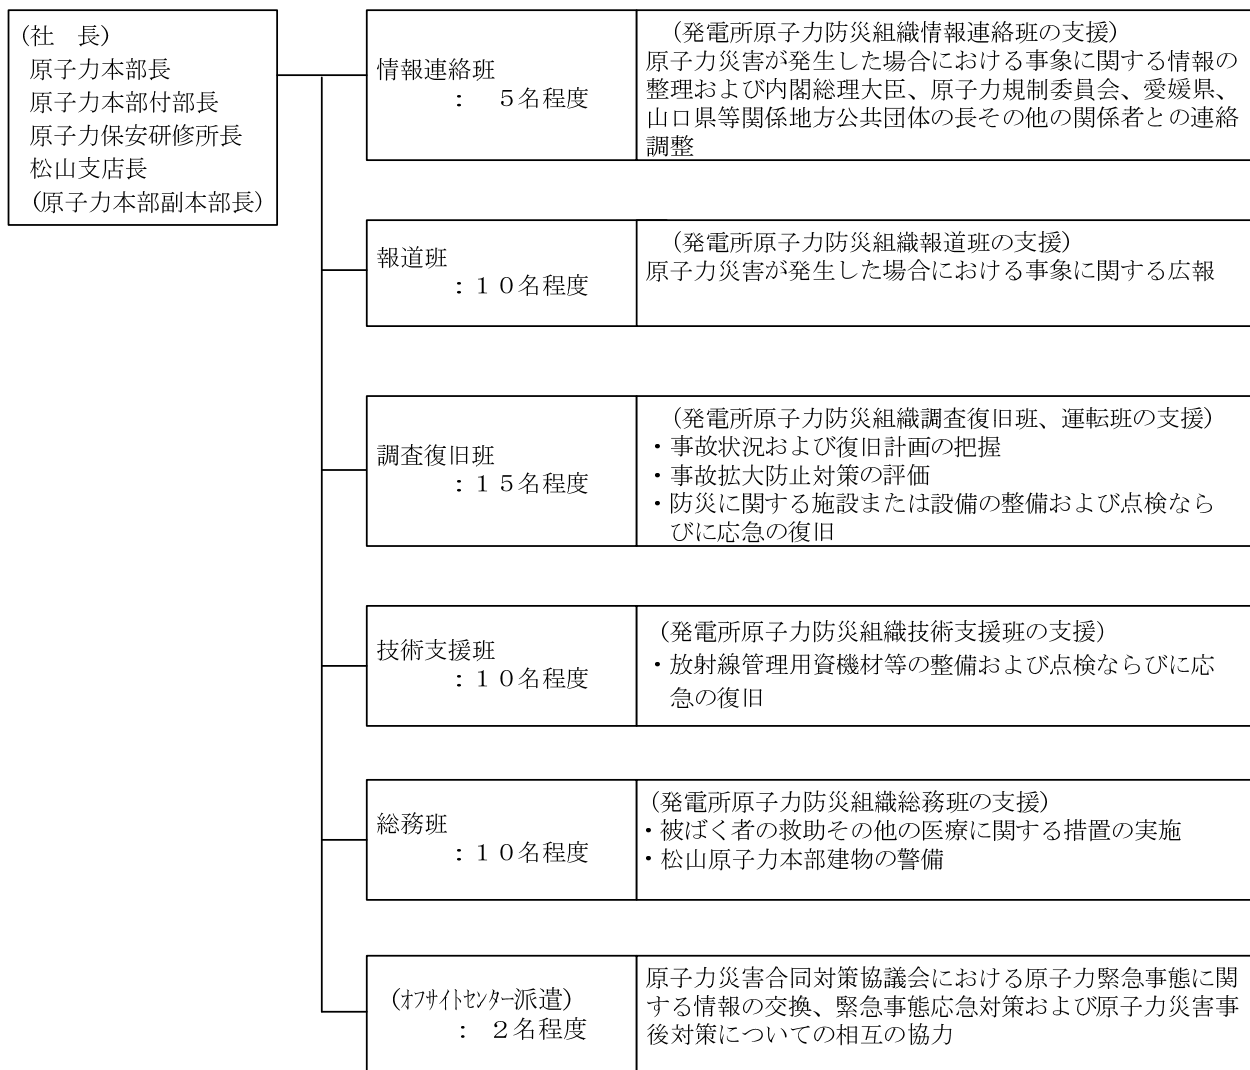 (社　長)
原子力本部長
原子力本部付部長
原子力保安研修所長
松山支店長
(原子力本部副本部長)
情報連絡班
：　５名程度
(発電所原子力防災組織情報連絡班の支援)
原子力災害が発生した場合における事象に関する情報の
整理および内閣総理大臣、原子力規制委員会、愛媛県、
山口県等関係地方公共団体の長その他の関係者との連絡
調整
報道班
：１０名程度
(発電所原子力防災組織報道班の支援)
原子力災害が発生した場合における事象に関する広報
調査復旧班
：１５名程度
(発電所原子力防災組織調査復旧班、運転班の支援)
・事故状況および復旧計画の把握
・事故拡大防止対策の評価
・防災に関する施設または設備の整備および点検なら
びに応急の復旧
技術支援班
：１０名程度
(発電所原子力防災組織技術支援班の支援)
・放射線管理用資機材等の整備および点検ならびに応
急の復旧
総務班
：１０名程度
(発電所原子力防災組織総務班の支援)
・被ばく者の救助その他の医療に関する措置の実施
・松山原子力本部建物の警備
(ｵﾌｻｲﾄｾﾝﾀｰ派遣)
：　２名程度
原子力災害合同対策協議会における原子力緊急事態に関
する情報の交換、緊急事態応急対策および原子力災害事
後対策についての相互の協力